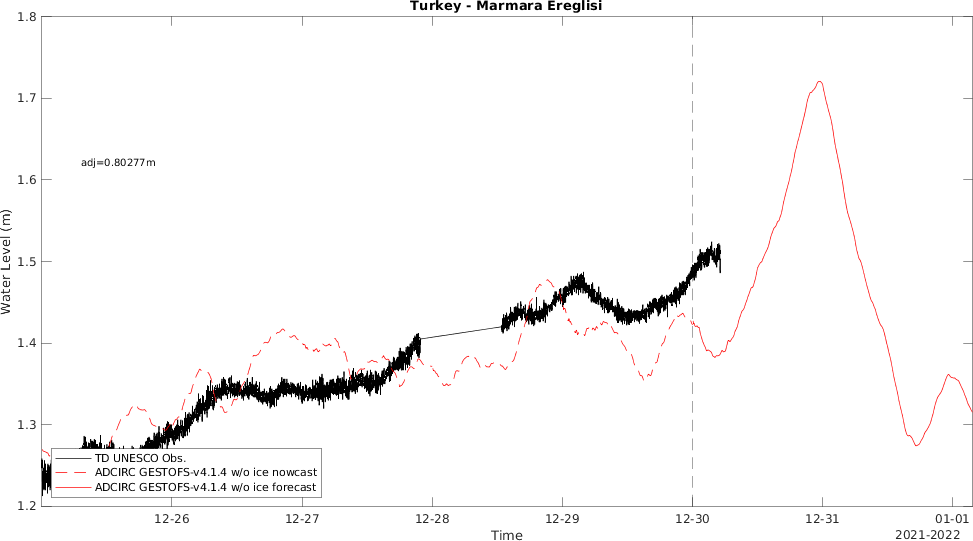 Turkey - Marmara Ereglisi
1.8
1.7
1.6
1.5
1.4
1.3
1.2
Water Level (m)
adj=0.80277m
TD UNESCO Obs.
ADCIRC GESTOFS-v4.1.4 w/o ice nowcast
ADCIRC GESTOFS-v4.1.4 w/o ice forecast
12-26 12-27 12-28 12-29 12-30 12-31 01-01
Time
2021-2022